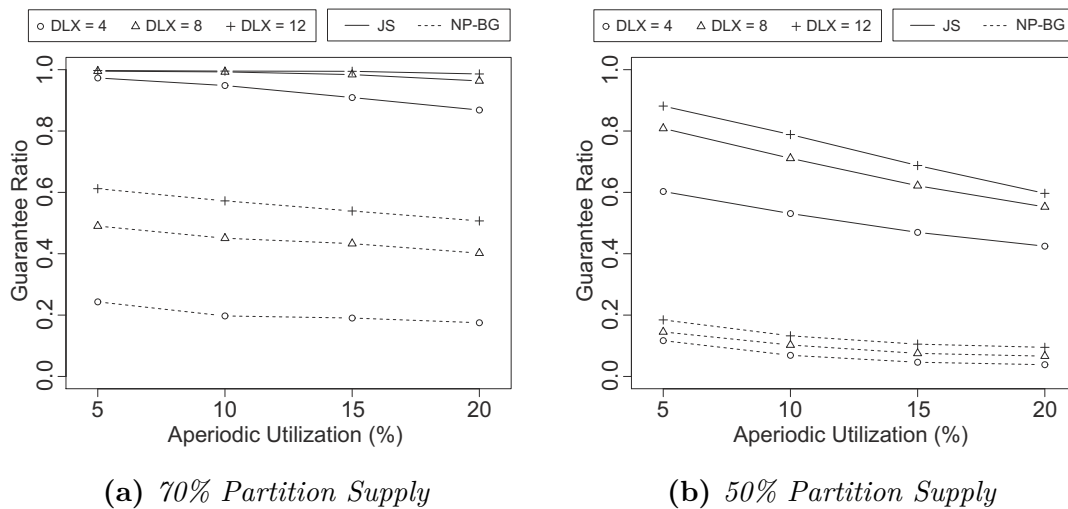 DLX = 4 DLX = 8 DLX = 12 JS NP-BG
Guarantee Ratio
1.0
0.8
0.6
0.4
0.2
0.0
5 10 15 20
Aperiodic Utilization (%)
(a) 70% Partition Supply
DLX = 4 DLX = 8 DLX = 12 JS NP-BG
Guarantee Ratio
1.0
0.8
0.6
0.4
0.2
0.0
5 10 15 20
Aperiodic Utilization (%)
(b) 50% Partition Supply